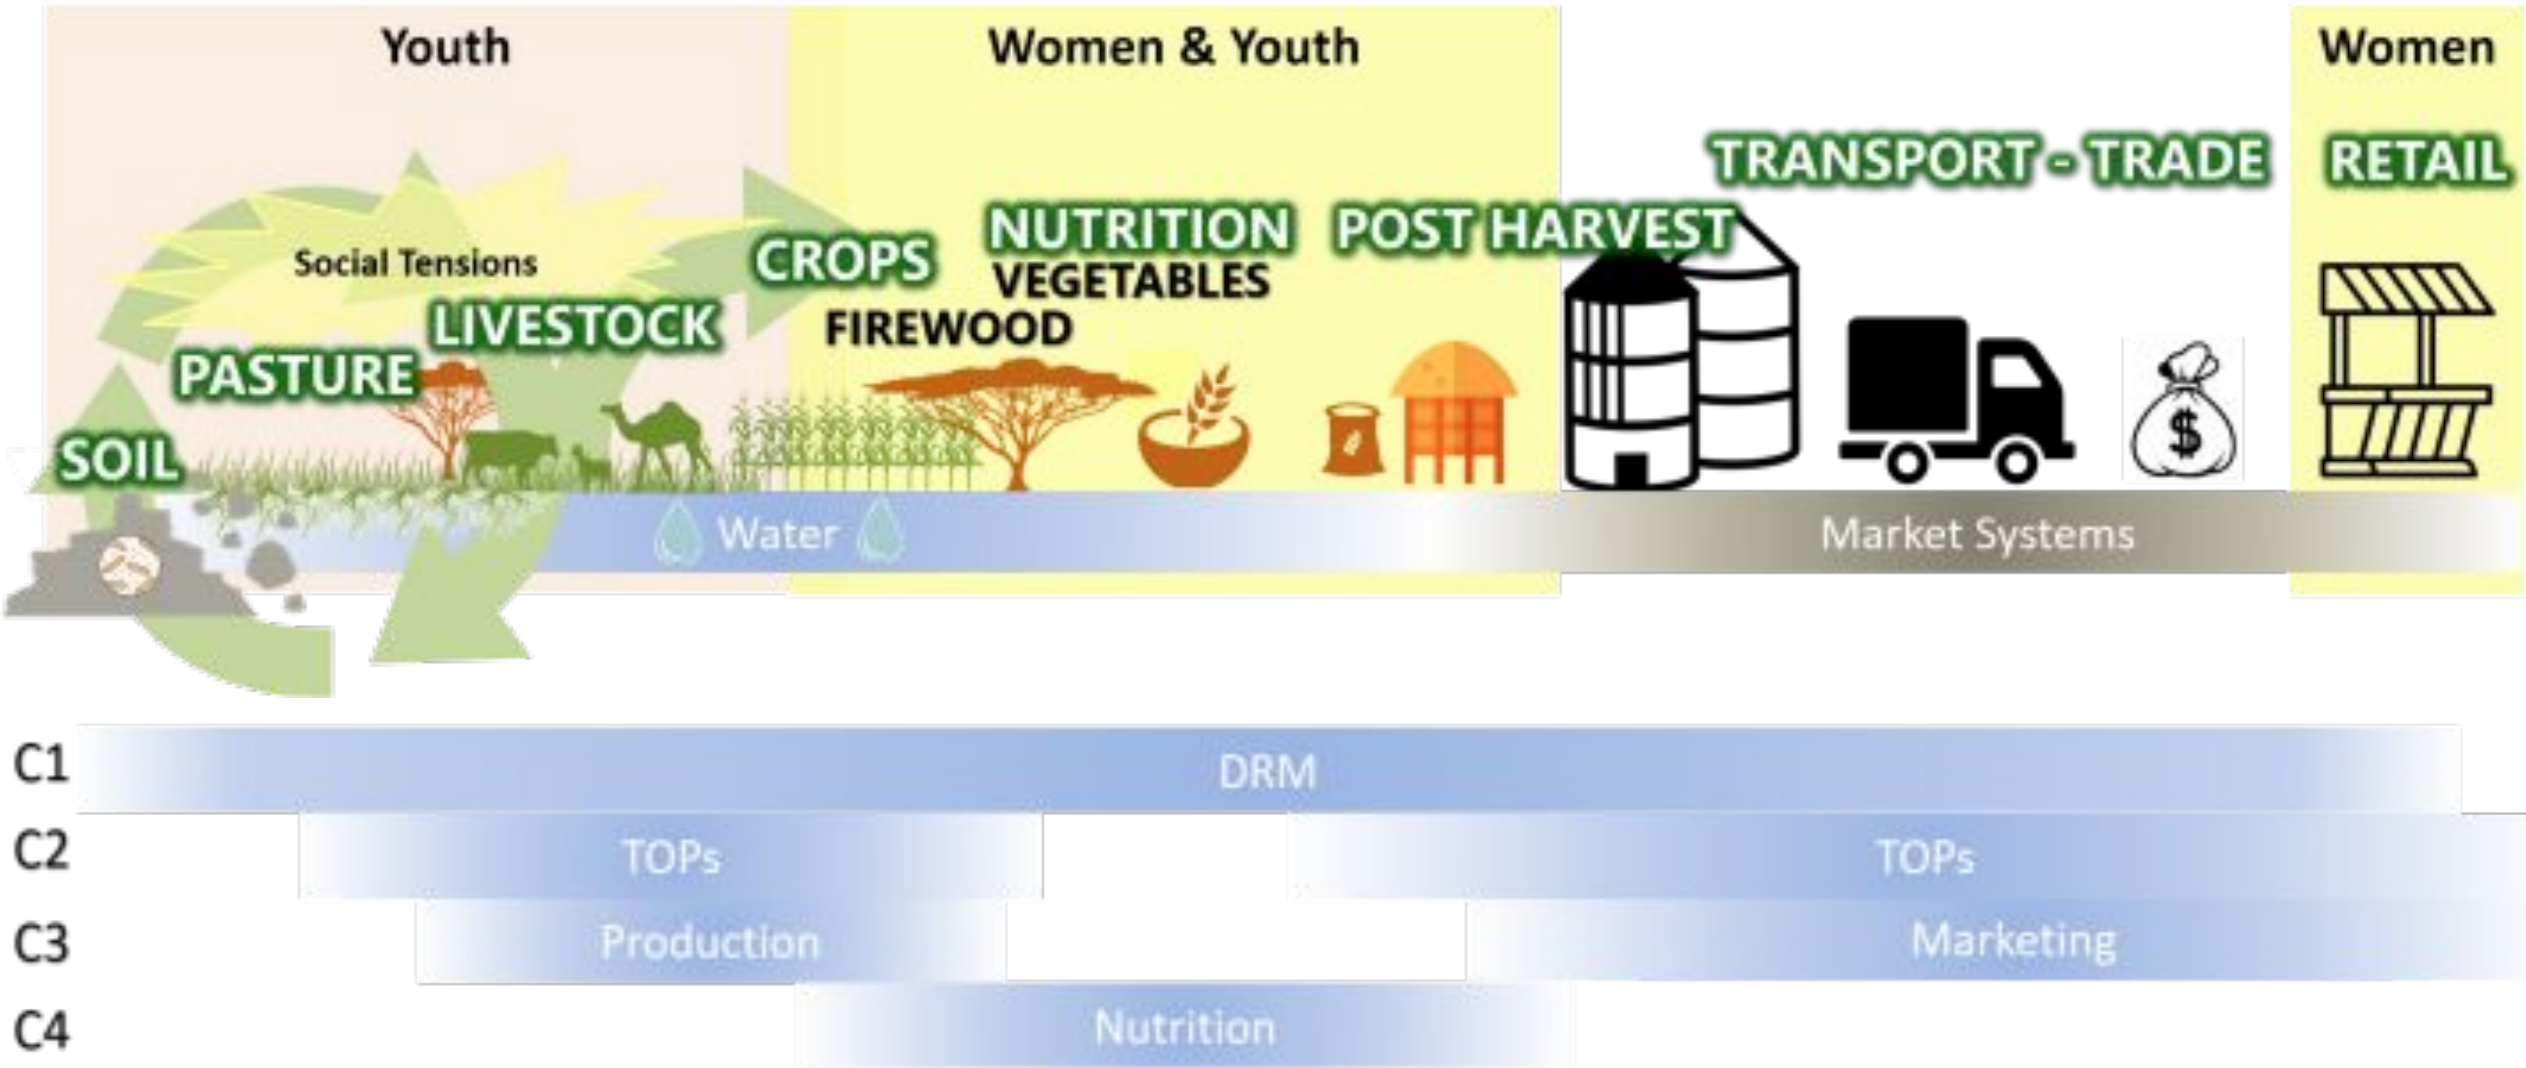 Youth
Women & Youth
Women
TRANSPORT - TRADE
RETAIL
NUTRITION
POST HARVEST
CROPS
Social Tensions
VEGETABLES
LIVESTOCK
FIREWOOD
PASTURE
SOIL
$
Water
Market Systems
C1
DRM
C2
TOPs
TOPs
C3
Production
Marketing
C4
Nutrition